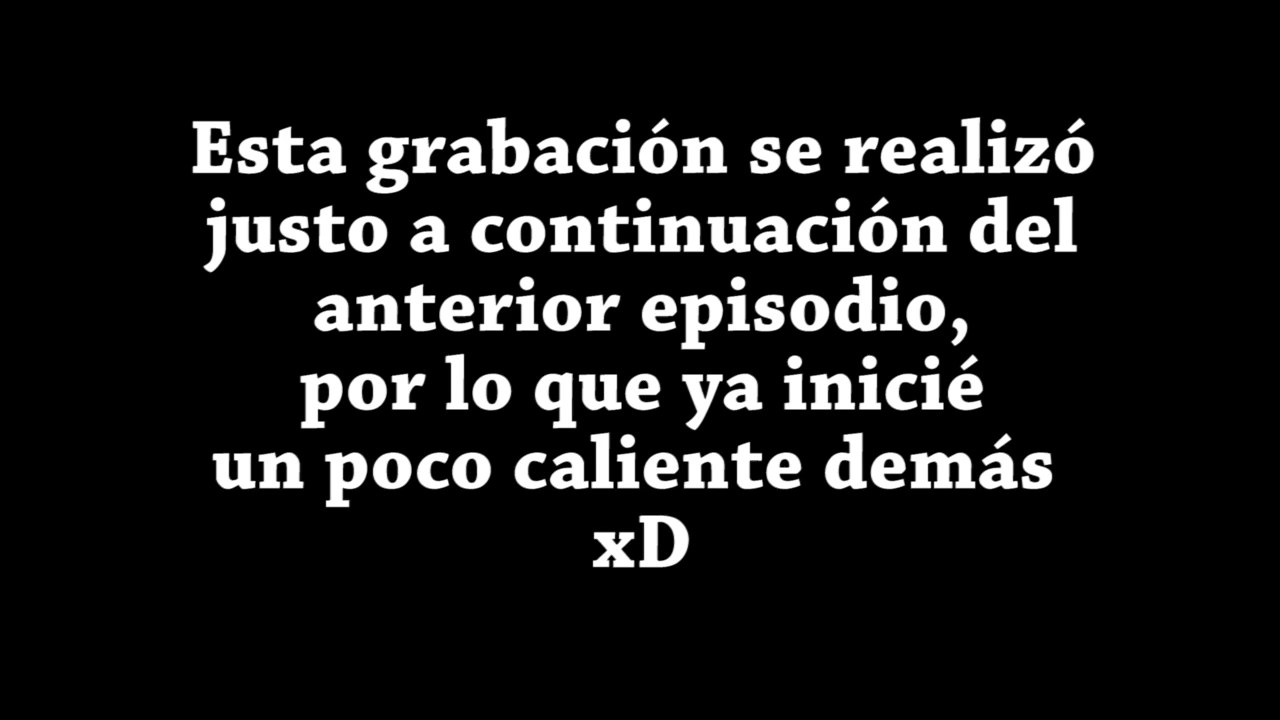 Esta grabación se realizó
justo a continuación del
anterior episodio,
por lo que ya inicié
un poco caliente demás
xD